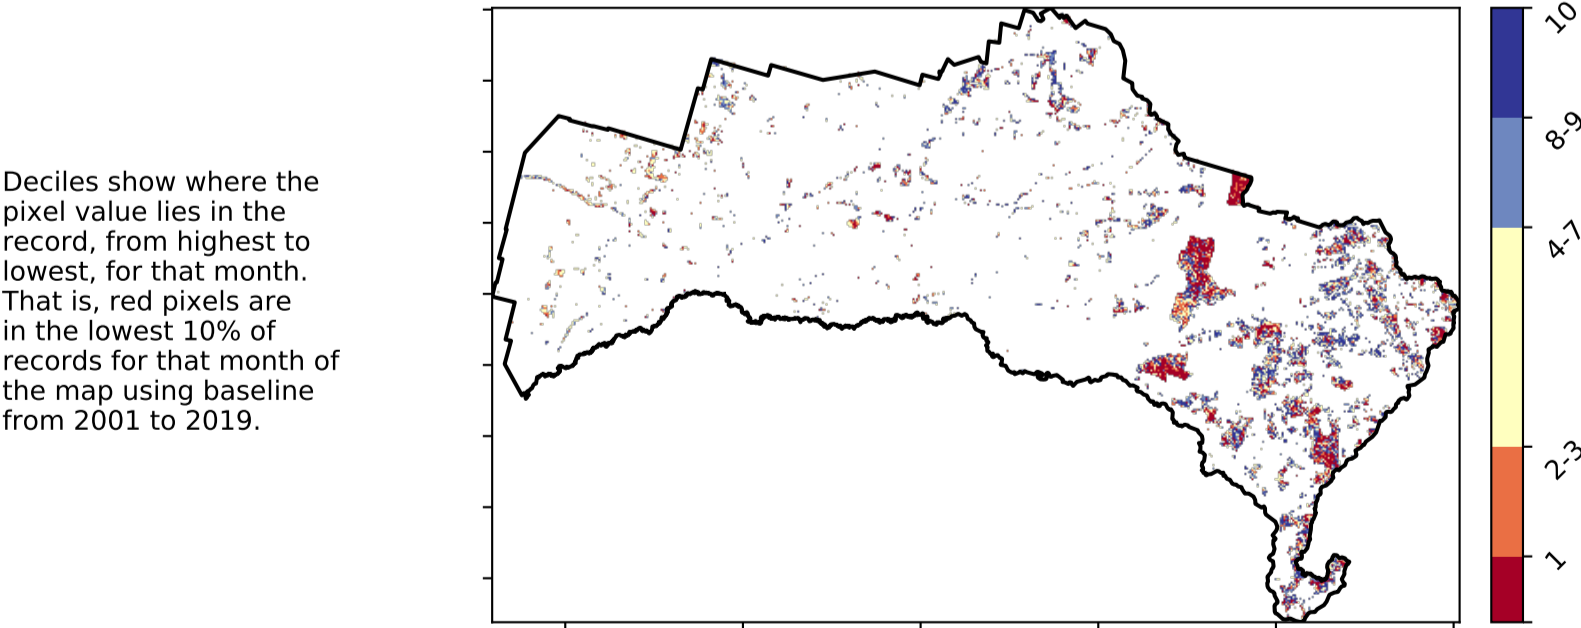 Deciles show where the
pixel value lies in the
record, from highest to
lowest, for that month.
That is, red pixels are
in the lowest 10% of
records for that month of
the map using baseline
from 2001 to 2019.
10
8-9
4-7
2-3
1